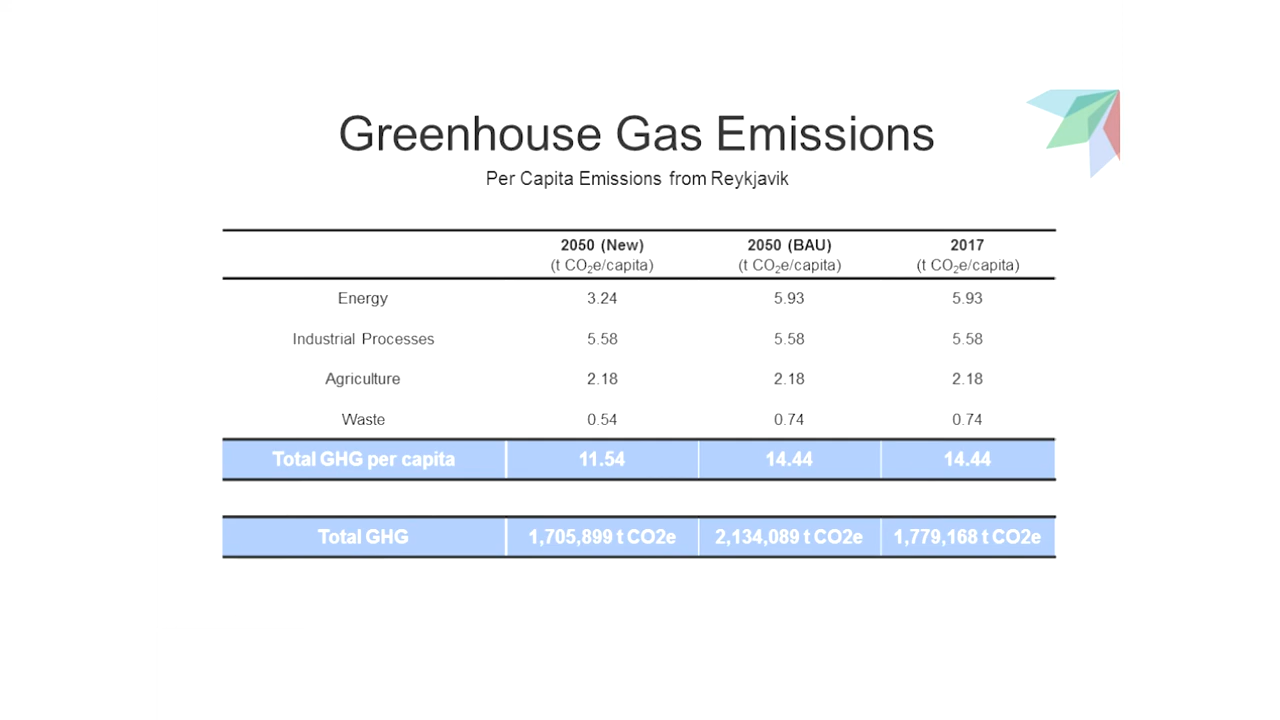 Greenhouse Gas Emissions
Per Capita Emissions from Reykjavik
2050 (New) 2050 (BAU) 2017
(t CO₂e/capita) (t CO₂e/capita) (t CO₂e/capita)
Energy 3.24 5.93 5.93
Industrial Processes 5.58 5.58 5.58
Agriculture 2.18 2.18 2.18
Waste 0.54 0.74 0.74
Total GHG per capita 11.54 14.44 14.44
Total GHG 1,705,899 t CO2e 2,134,089 t CO2e 1,779,168 t CO2e